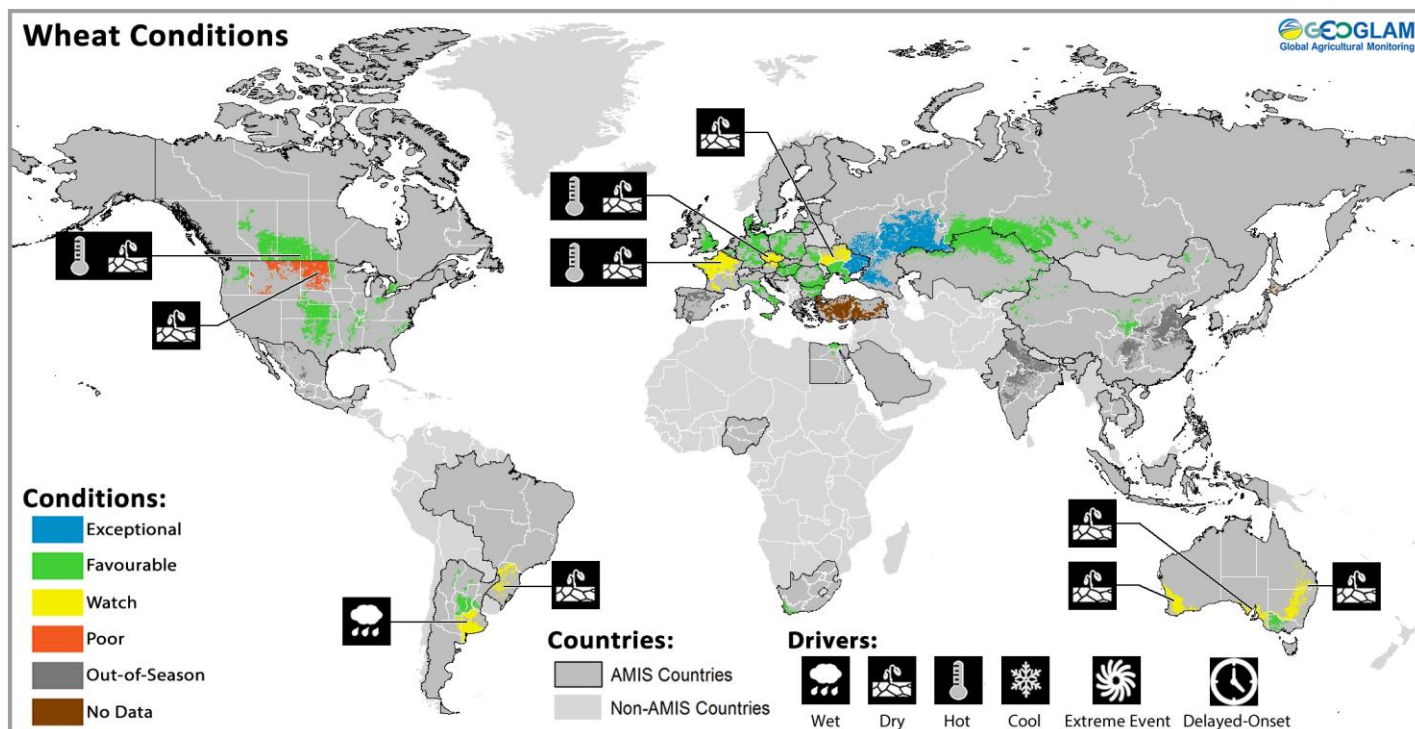 Wheat Conditions
GEOGLAM
Global Agricultural Monitoring
Conditions:
Exceptional
Favourable
Watch
Poor
Out-of-Season
No Data
Countries:
AMIS Countries
Non-AMIS Countries
Drivers:
Wet
Dry
Hot
Cool
Extreme Event
Delayed-Onset